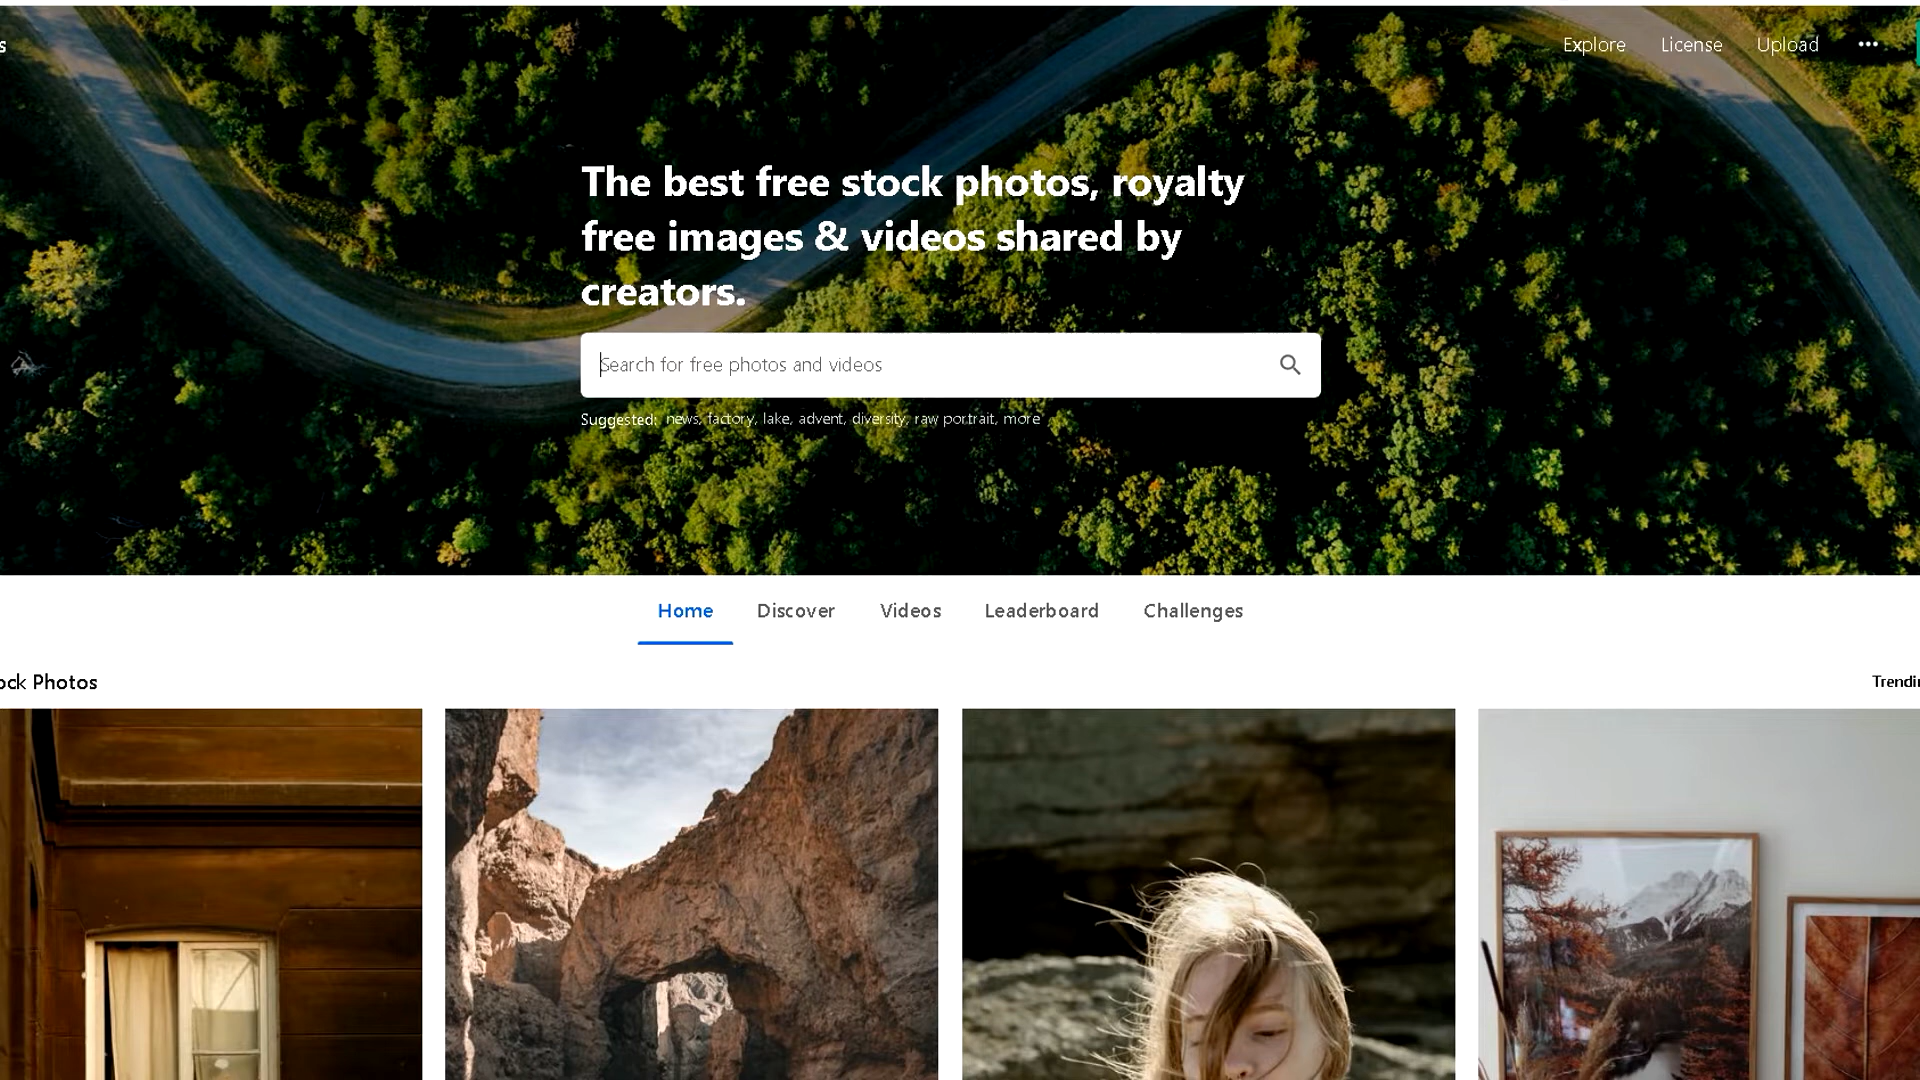 s
Explore License Upload •••
The best free stock photos, royalty
free images & videos shared by
creators.
Search for free photos and videos
Suggested: news, factory, lake, advent, diversity, raw portrait, more
Home Discover Videos Leaderboard Challenges
ock Photos
Trendin